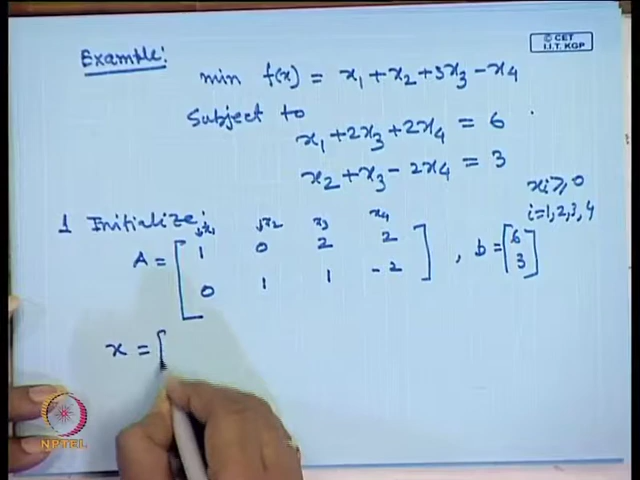 Example:
© CET
I.I.T. KGP
min f(x) = x₁ + x₂ + 3x₃ - x₄
Subject to
x₁ + 2x₃ + 2x₄ = 6
x₂ + x₃ - 2x₄ = 3
xᵢ ≥ 0
i = 1, 2, 3, 4
1 Initialize:
↓x₁ ↓x₂ x₃ x₄
A = [ 1 0 2 2 ] , b = [ 6 ]
0 1 1 -2 3
x = [
NPTEL